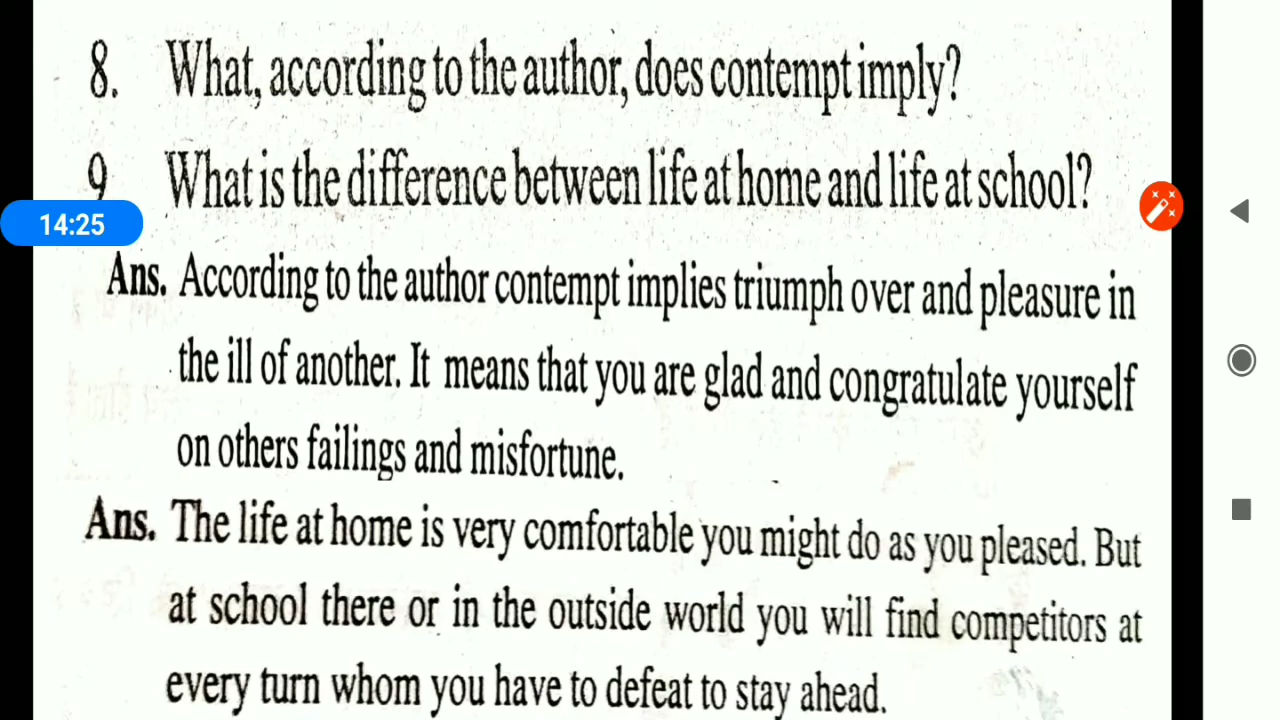 8. What, according to the author, does contempt imply?
9 What is the difference between life at home and life at school?
14:25
Ans. According to the author contempt implies triumph over and pleasure in
the ill of another. It means that you are glad and congratulate yourself
on others failings and misfortune.
Ans. The life at home is very comfortable you might do as you pleased. But
at school there or in the outside world you will find competitors at
every turn whom you have to defeat to stay ahead.